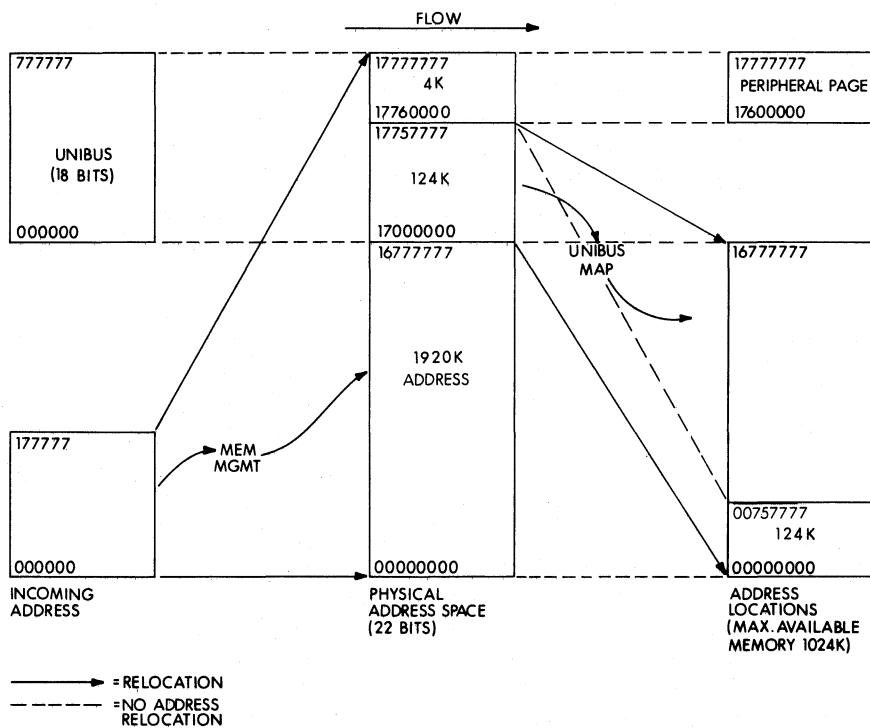 FLOW
777777
UNIBUS
(18 BITS)
000000
177777
000000
INCOMING
ADDRESS
MEM
MGMT
17777777
4K
17760000
17757777
124K
17000000
16777777
1920K
ADDRESS
00000000
PHYSICAL
ADDRESS SPACE
(22 BITS)
UNIBUS
MAP
17777777
PERIPHERAL PAGE
17600000
16777777
00757777
124K
00000000
ADDRESS
LOCATIONS
(MAX. AVAILABLE
MEMORY 1024K)
= RELOCATION
= NO ADDRESS
RELOCATION